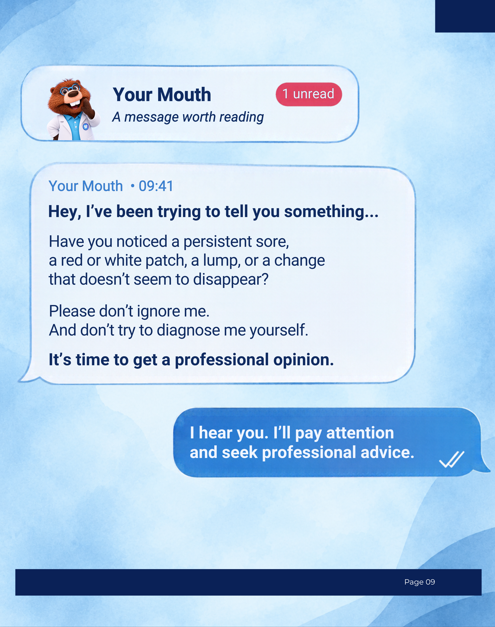 Your Mouth
1 unread
A message worth reading
Your Mouth • 09:41
Hey, I’ve been trying to tell you something...
Have you noticed a persistent sore,
a red or white patch, a lump, or a change
that doesn’t seem to disappear?
Please don’t ignore me.
And don’t try to diagnose me yourself.
It’s time to get a professional opinion.
I hear you. I’ll pay attention
and seek professional advice.
Page 09